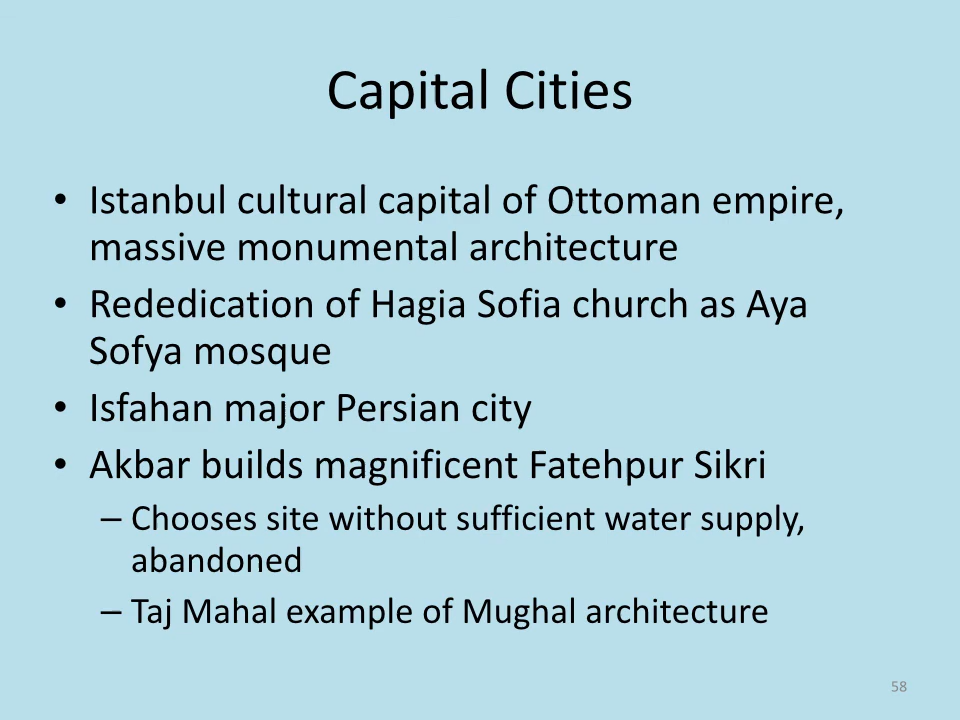 Capital Cities
• Istanbul cultural capital of Ottoman empire,
massive monumental architecture
• Rededication of Hagia Sofia church as Aya
Sofya mosque
• Isfahan major Persian city
• Akbar builds magnificent Fatehpur Sikri
– Chooses site without sufficient water supply,
abandoned
– Taj Mahal example of Mughal architecture
58